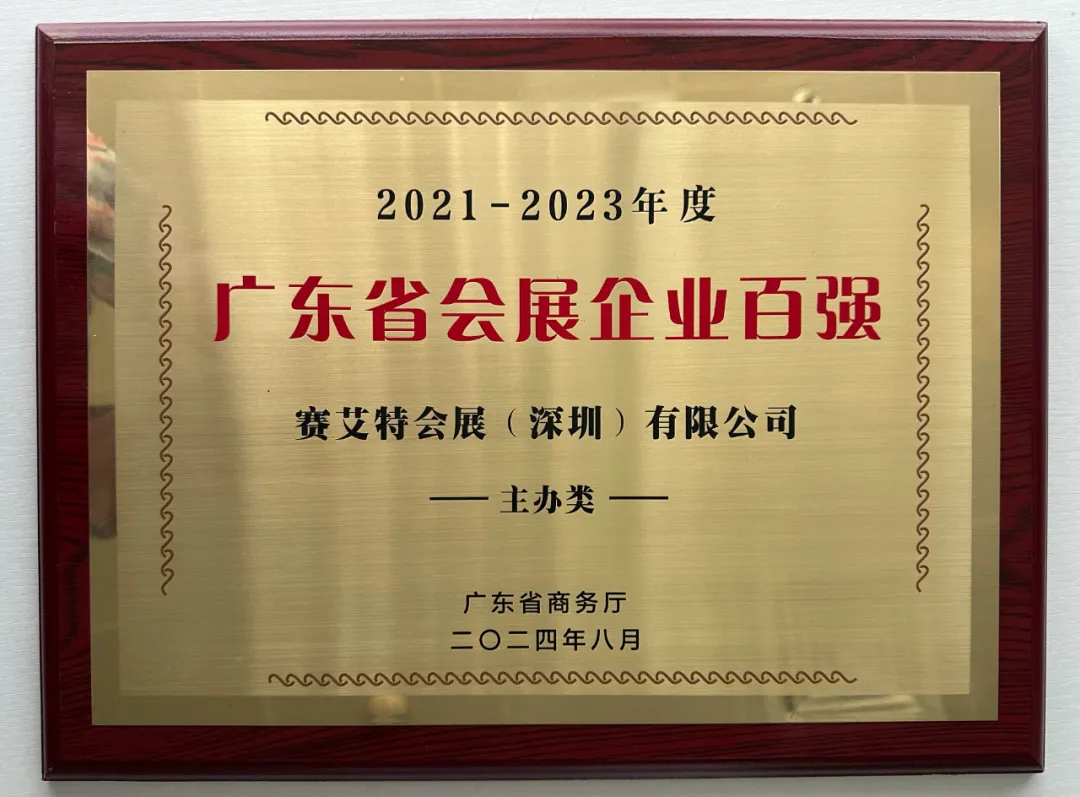 2021-2023年度
广东省会展企业百强
赛艾特会展（深圳）有限公司
主办类
广东省商务厅
二〇二四年八月